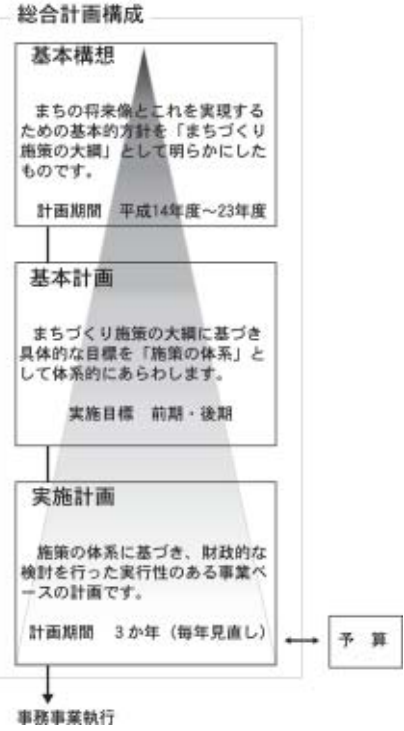 総合計画構成
基本構想
まちの将来像とこれを実現する
ための基本的方針を「まちづくり
施策の大綱」として明らかにした
ものです。
計画期間　平成14年度～23年度
基本計画
まちづくり施策の大綱に基づき
具体的な目標を「施策の体系」と
して体系的にあらわします。
実施目標　前期・後期
実施計画
施策の体系に基づき、財政的な
検討を行った実行性のある事業ベ
ースの計画です。
計画期間　３か年（毎年見直し）
予　算
事務事業執行